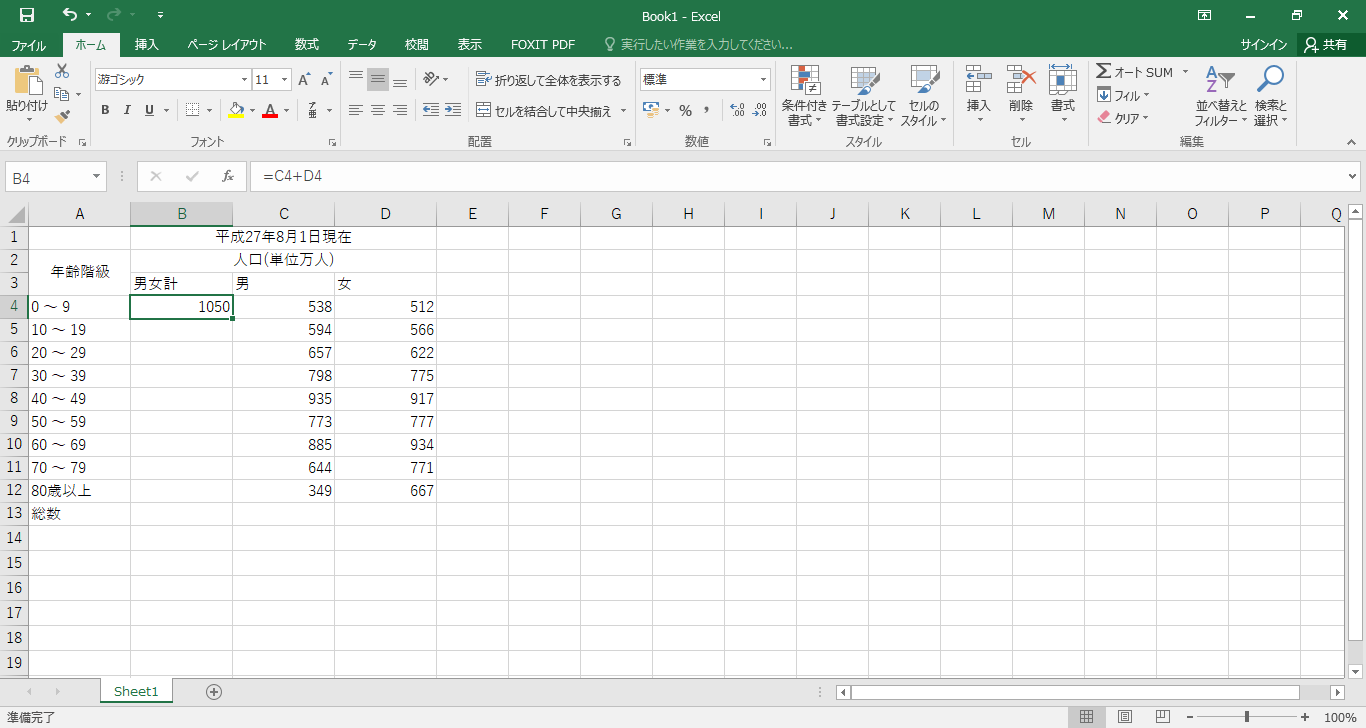 Book1 - Excel
ファイル ホーム 挿入 ページ レイアウト 数式 データ 校閲 表示 FOXIT PDF 実行したい作業を入力してください... サインイン 共有
貼り付け
クリップボード
游ゴシック 11 A A
B I U A 亜
フォント
折り返して全体を表示する
セルを結合して中央揃え
配置
標準
% , .0 .00 .00 .0
数値
条件付き書式 テーブルとして書式設定 セルのスタイル
スタイル
挿入 削除 書式
セル
Σ オート SUM
フィル
クリア
並べ替えとフィルター 検索と選択
編集
B4 fx =C4+D4
A B C D E F G H I J K L M N O P Q
1 平成27年8月1日現在
2 年齢階級 人口(単位万人)
3 男女計 男 女
4 0 ～ 9 1050 538 512
5 10 ～ 19 594 566
6 20 ～ 29 657 622
7 30 ～ 39 798 775
8 40 ～ 49 935 917
9 50 ～ 59 773 777
10 60 ～ 69 885 934
11 70 ～ 79 644 771
12 80歳以上 349 667
13 総数
14
15
16
17
18
19
Sheet1
準備完了 100%